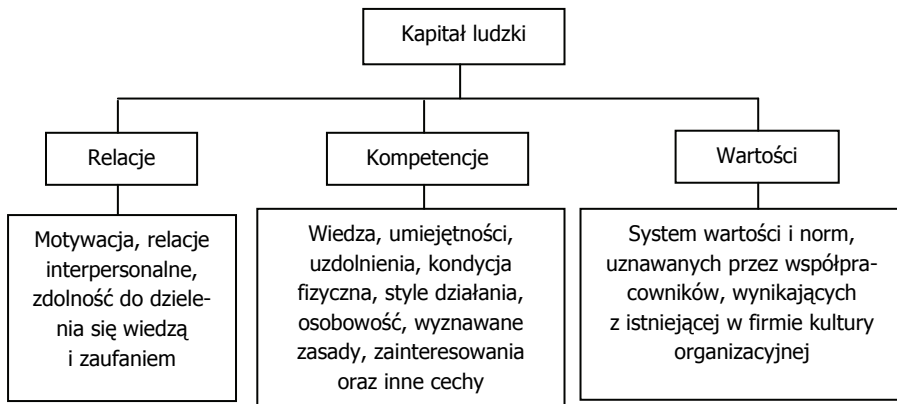 Kapitał ludzki
Relacje
Kompetencje
Wartości
Motywacja, relacje
interpersonalne,
zdolność do dziele-
nia się wiedzą
i zaufaniem
Wiedza, umiejętności,
uzdolnienia, kondycja
fizyczna, style działania,
osobowość, wyznawane
zasady, zainteresowania
oraz inne cechy
System wartości i norm,
uznawanych przez współpra-
cowników, wynikających
z istniejącej w firmie kultury
organizacyjnej